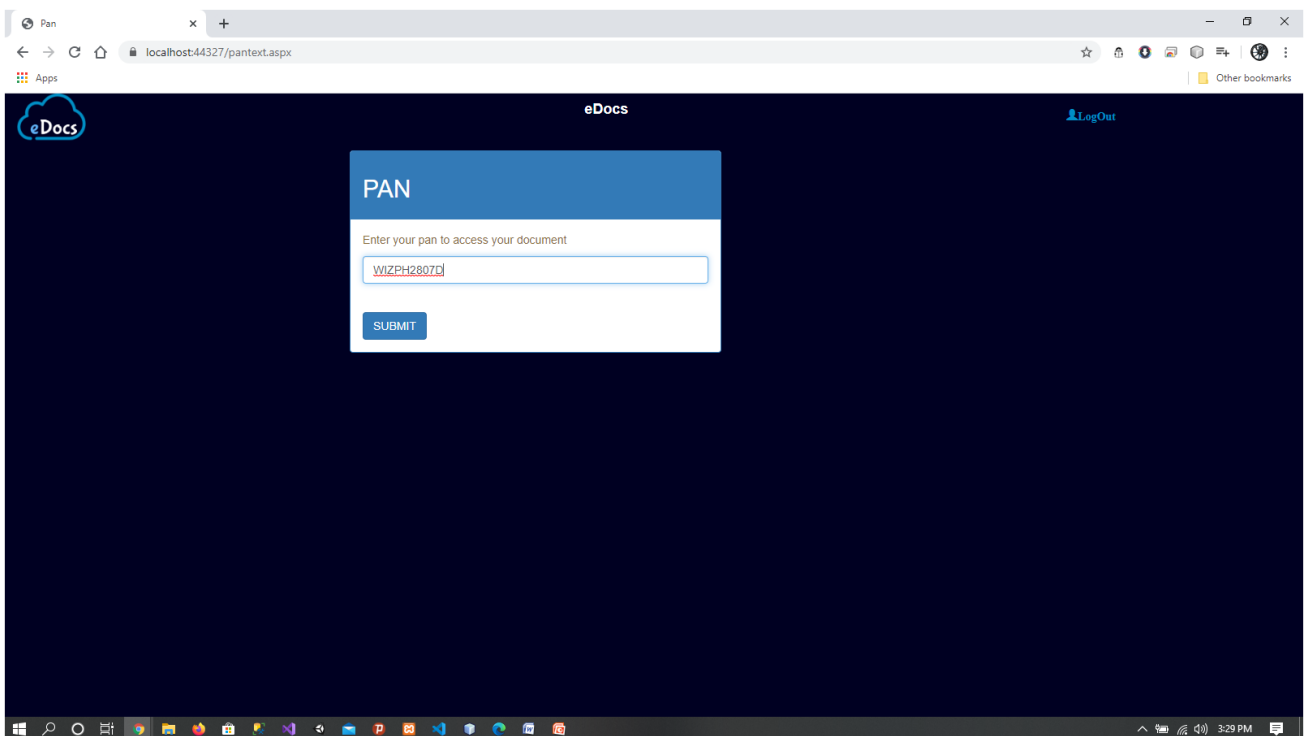 Pan
localhost:44327/pantext.aspx
Apps
Other bookmarks
eDocs
eDocs
LogOut
PAN
Enter your pan to access your document
WIZPH2807D
SUBMIT
3:29 PM